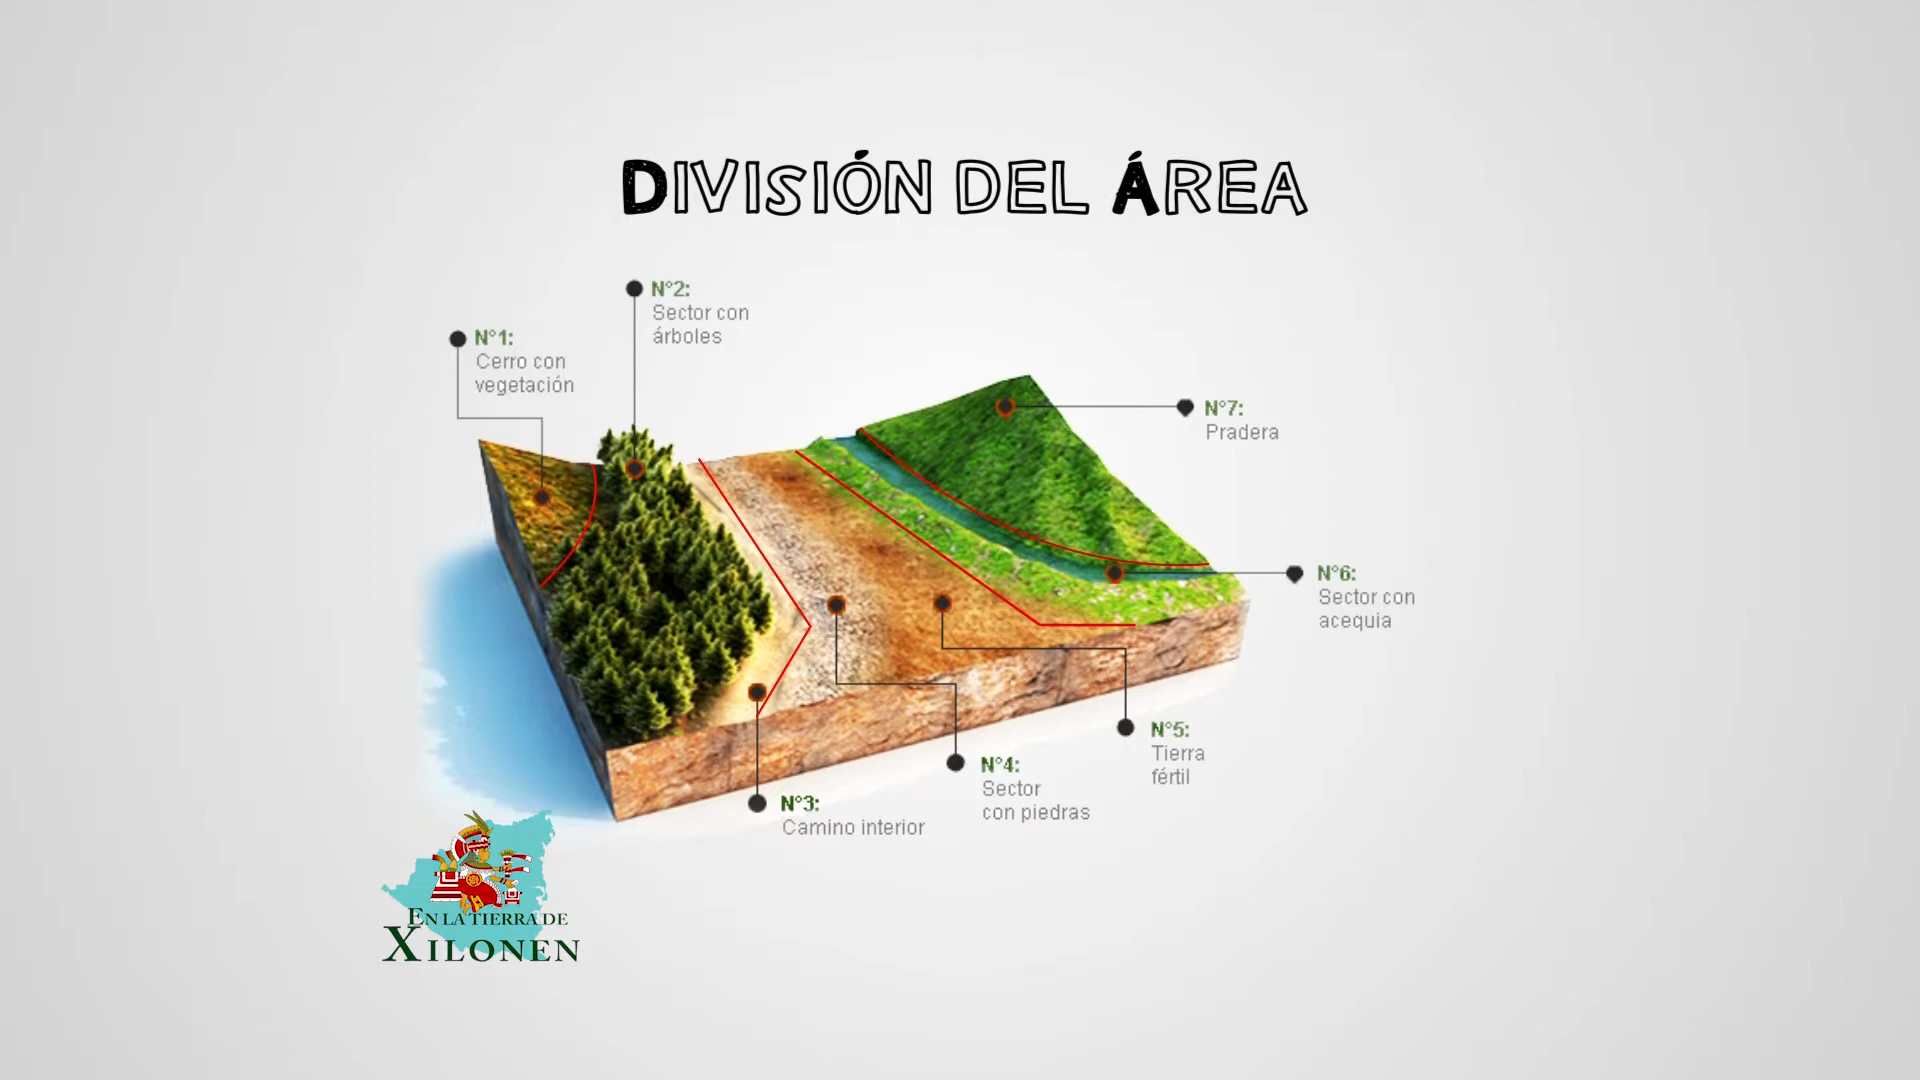 DIVISIÓN DEL ÁREA
N°1:
Cerro con
vegetación
N°2:
Sector con
árboles
N°7:
Pradera
N°6:
Sector con
acequia
N°5:
Tierra
fértil
N°4:
Sector
con piedras
N°3:
Camino interior
EN LA TIERRA DE
XILONEN